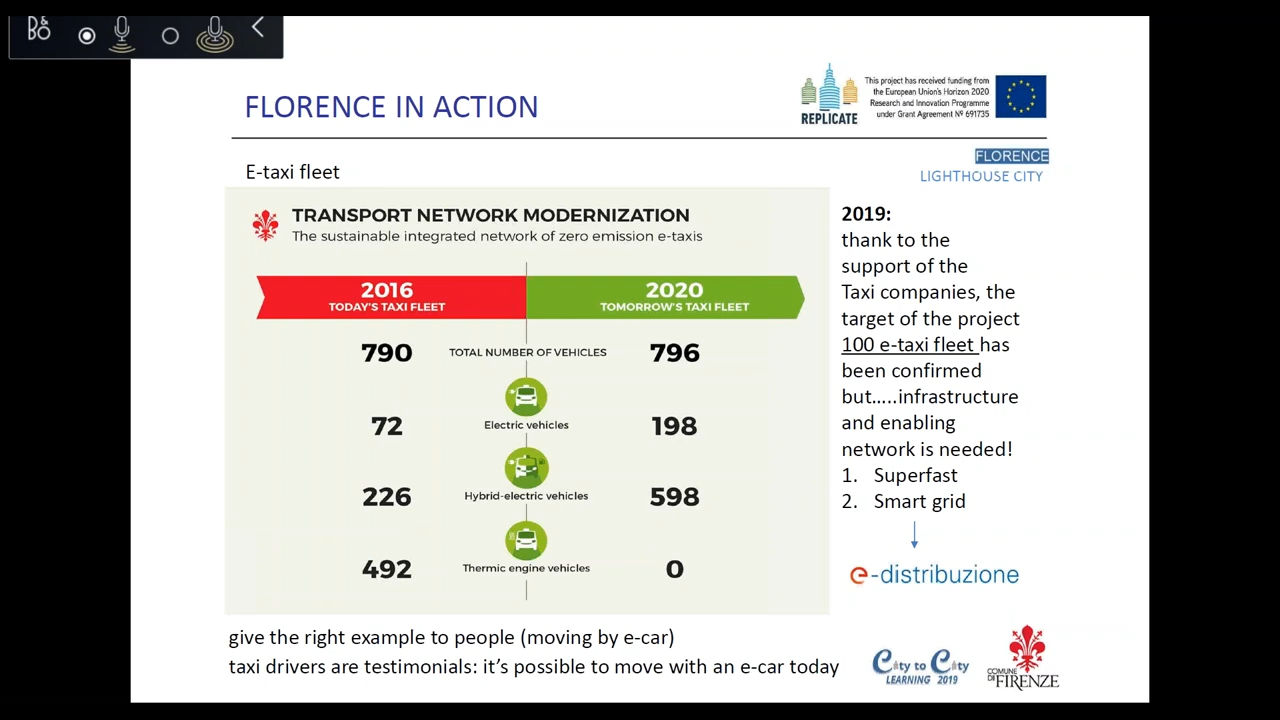 FLORENCE IN ACTION
REPLICATE
This project has received funding from
the European Union's Horizon 2020
Research and Innovation Programme
under Grant Agreement Nº 691735
FLORENCE
LIGHTHOUSE CITY
E-taxi fleet
TRANSPORT NETWORK MODERNIZATION
The sustainable integrated network of zero emission e-taxis
2016
TODAY'S TAXI FLEET
2020
TOMORROW'S TAXI FLEET
790 TOTAL NUMBER OF VEHICLES 796
72 Electric vehicles 198
226 Hybrid-electric vehicles 598
492 Thermic engine vehicles 0
2019:
thank to the
support of the
Taxi companies, the
target of the project
100 e-taxi fleet has
been confirmed
but.....infrastructure
and enabling
network is needed!
1. Superfast
2. Smart grid
e-distribuzione
give the right example to people (moving by e-car)
taxi drivers are testimonials: it's possible to move with an e-car today
City to City
LEARNING 2019
COMUNE
DI FIRENZE